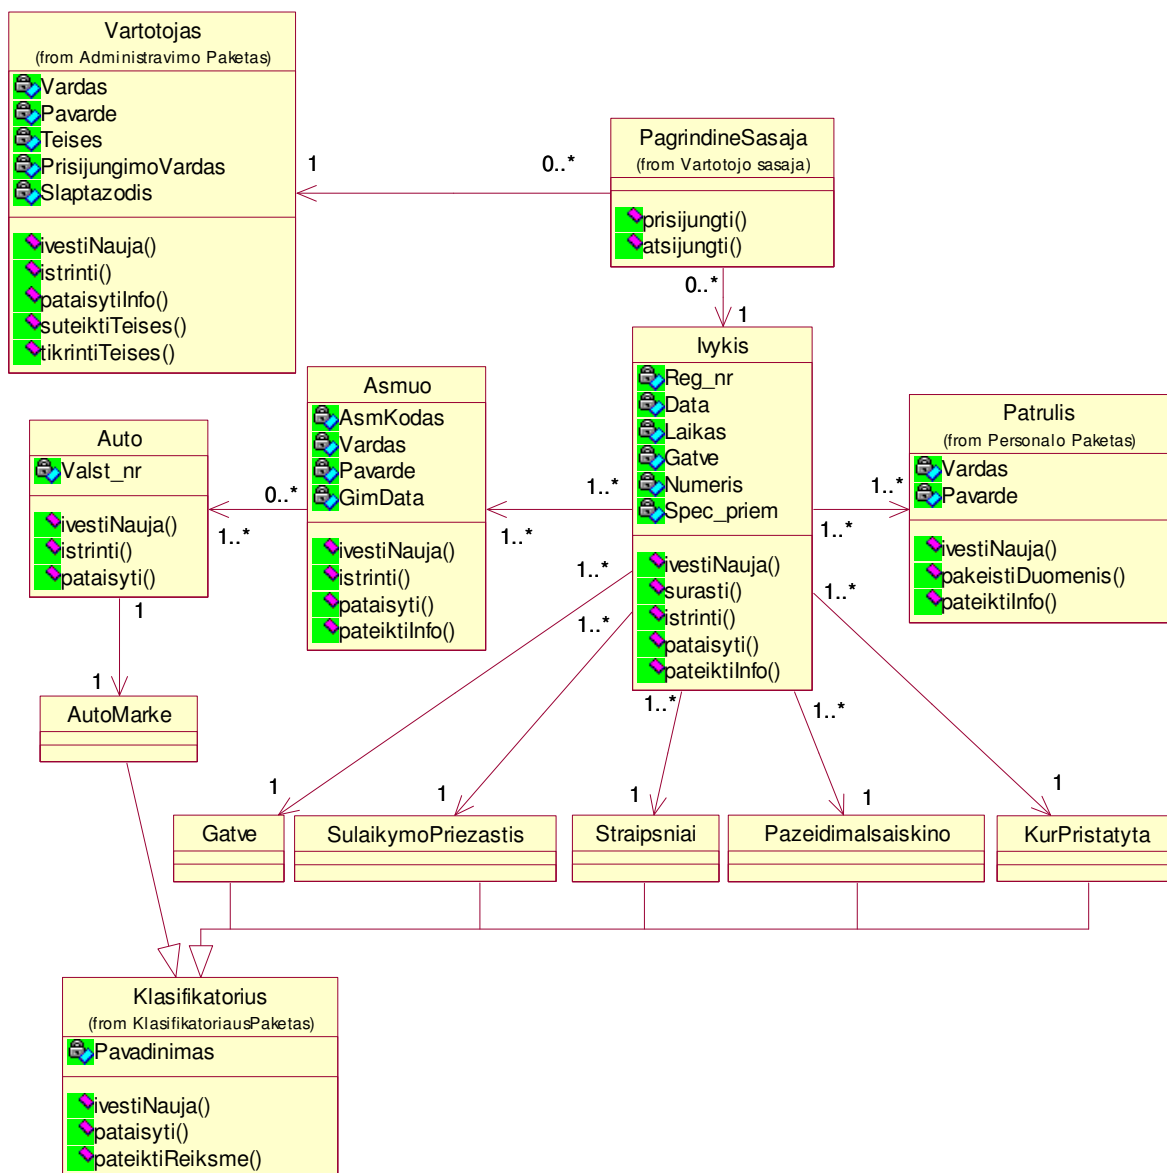 Vartotojas
(from Administravimo Paketas)
Vardas
Pavarde
Teises
PrisijungimoVardas
Slaptazodis
ivestiNauja()
istrinti()
pataisytiInfo()
suteiktiTeises()
tikrintiTeises()
1
0..*
PagrindineSasaja
(from Vartotojo sasaja)
prisijungti()
atsijungti()
0..*
1
Ivykis
Reg_nr
Data
Laikas
Gatve
Numeris
Spec_priem
ivestiNauja()
surasti()
istrinti()
pataisyti()
pateiktiInfo()
Asmuo
AsmKodas
Vardas
Pavarde
GimData
ivestiNauja()
istrinti()
pataisyti()
pateiktiInfo()
Auto
Valst_nr
ivestiNauja()
istrinti()
pataisyti()
0..*
1..*
1..*
1..*
Patrulis
(from Personalo Paketas)
Vardas
Pavarde
ivestiNauja()
pakeistiDuomenis()
pateiktiInfo()
1..*
1..*
1..*
1..*
1..*
1..*
1..*
1
1
AutoMarke
1
1
1
1
1
Gatve
SulaikymoPriezastis
Straipsniai
PazeidimaIsaiskino
KurPristatyta
Klasifikatorius
(from KlasifikatoriausPaketas)
Pavadinimas
ivestiNauja()
pataisyti()
pateiktiReiksme()